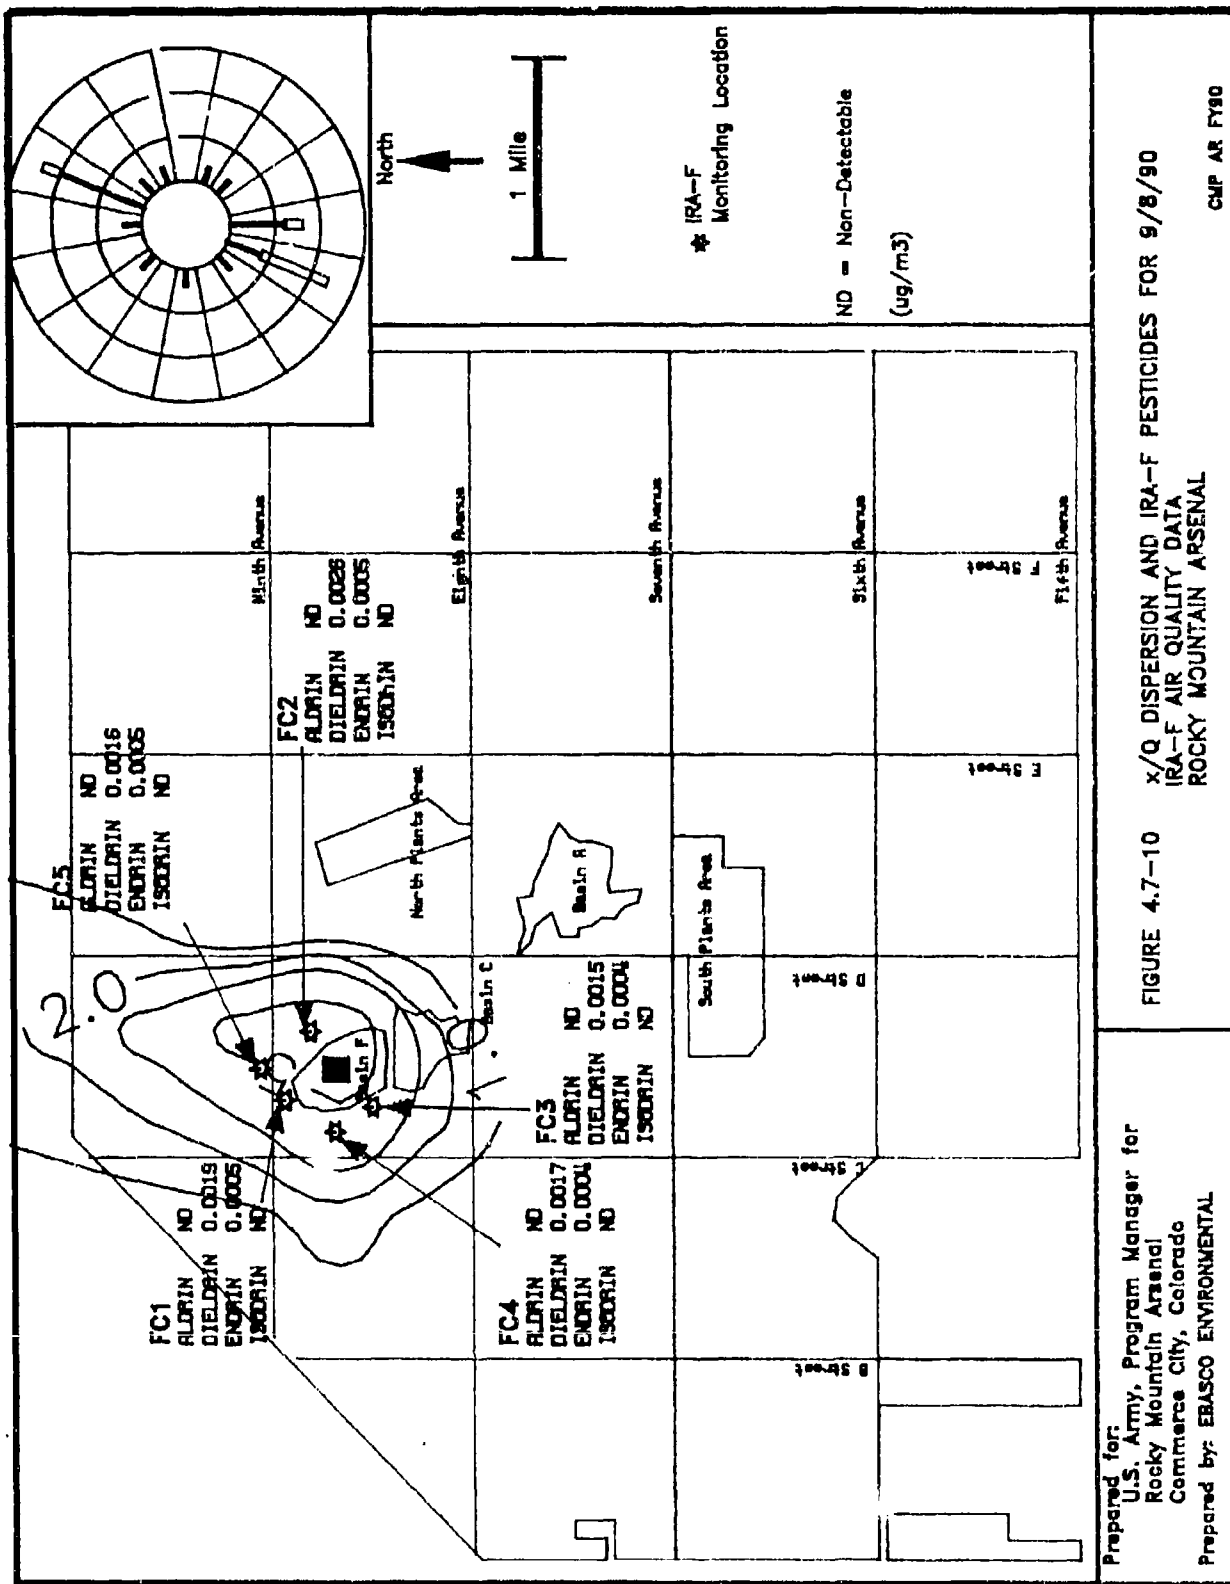 North
1 Mile
IRA-F
Monitoring Location
ND = Non-Detectable
(ug/m3)
FC5
ALDRIN ND
DIELDRIN 0.0016
ENDRIN 0.0005
ISODRIN ND
2.0
FC2
ALDRIN ND
DIELDRIN 0.0026
ENDRIN 0.0005
ISODRIN ND
FC1
ALDRIN ND
DIELDRIN 0.0019
ENDRIN 0.0005
ISODRIN ND
FC4
ALDRIN ND
DIELDRIN 0.0017
ENDRIN 0.0004
ISODRIN ND
FC3
ALDRIN ND
DIELDRIN 0.0015
ENDRIN 0.0004
ISODRIN ND
Basin F
Basin C
Basin A
North Plants Area
South Plants Area
Ninth Avenue
Eighth Avenue
Seventh Avenue
Sixth Avenue
Fifth Avenue
B Street
C Street
D Street
E Street
F Street
Prepared for:
U.S. Army, Program Manager for
Rocky Mountain Arsenal
Commerce City, Colorado
Prepared by: EBASCO ENVIRONMENTAL
FIGURE 4.7-10 x/Q DISPERSION AND IRA-F PESTICIDES FOR 9/8/90
IRA-F AIR QUALITY DATA
ROCKY MOUNTAIN ARSENAL
CMP AR FY90